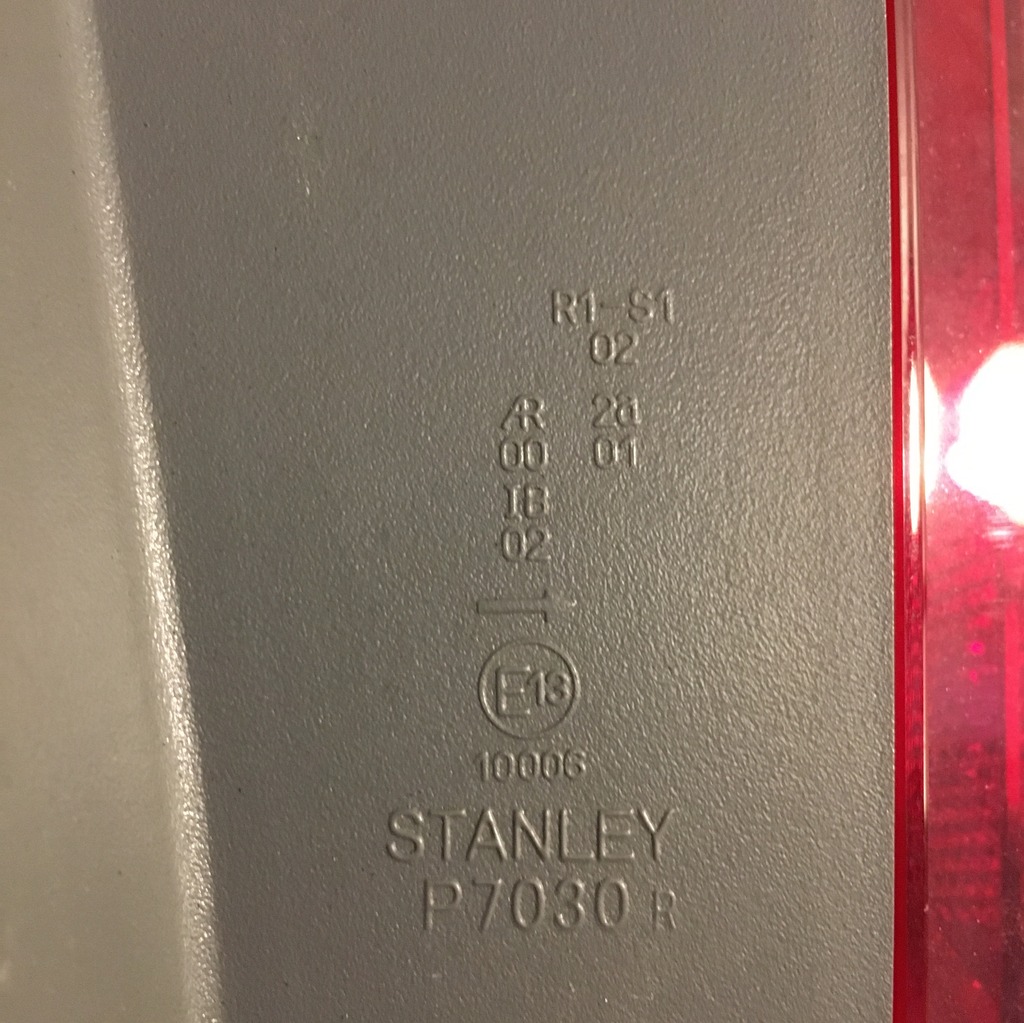 R1-S1
02
AR 2a
00 01
IB
02
E13
10006
STANLEY
P7030 R